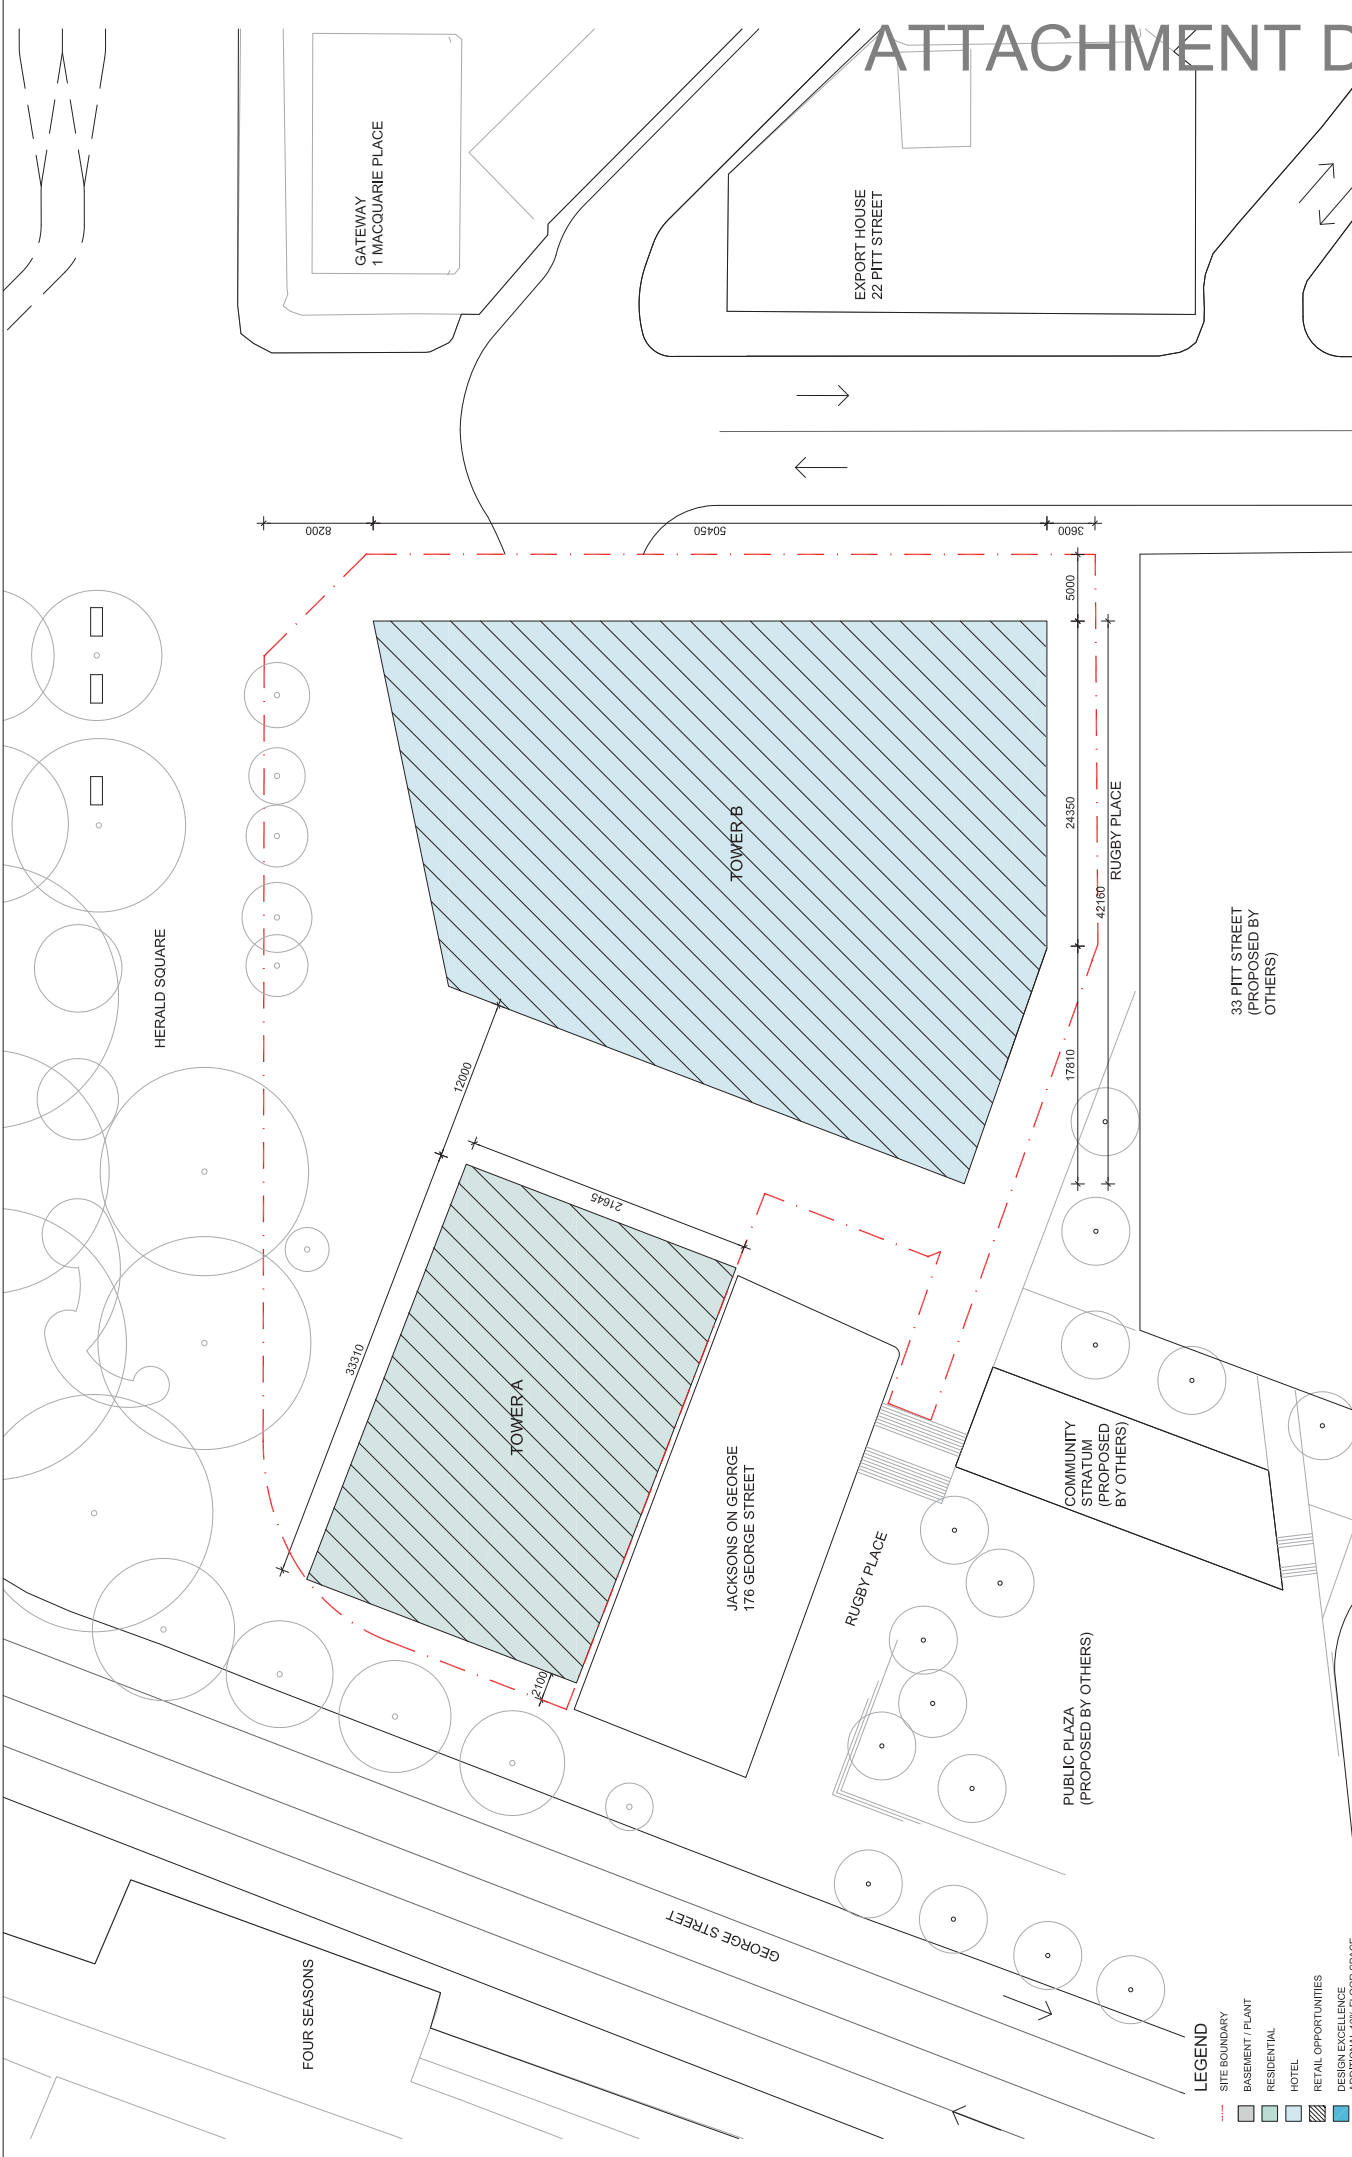 ATTACHMENT D
GATEWAY
1 MACQUARIE PLACE
EXPORT HOUSE
22 PITT STREET
8200
50450
3600
5000
24350
42160
17810
RUGBY PLACE
TOWER B
HERALD SQUARE
12000
21645
33310
TOWER A
2100
33 PITT STREET
(PROPOSED BY
OTHERS)
JACKSONS ON GEORGE
176 GEORGE STREET
RUGBY PLACE
COMMUNITY
STRATUM
(PROPOSED
BY OTHERS)
PUBLIC PLAZA
(PROPOSED BY OTHERS)
GEORGE STREET
FOUR SEASONS
LEGEND
SITE BOUNDARY
BASEMENT / PLANT
RESIDENTIAL
HOTEL
RETAIL OPPORTUNITIES
DESIGN EXCELLENCE